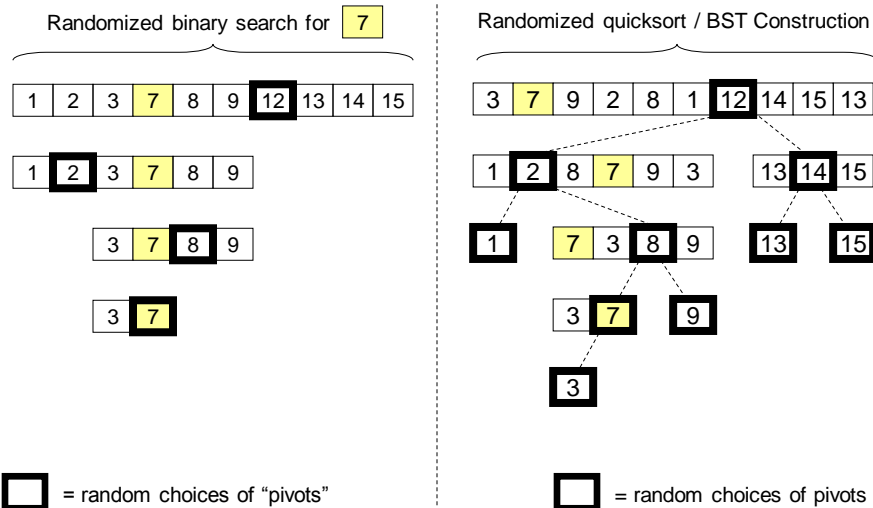 Randomized binary search for 7
1 2 3 7 8 9 12 13 14 15
1 2 3 7 8 9
3 7 8 9
3 7
= random choices of “pivots”
Randomized quicksort / BST Construction
3 7 9 2 8 1 12 14 15 13
1 2 8 7 9 3 13 14 15
1 7 3 8 9 13 15
3 7 9
3
= random choices of pivots